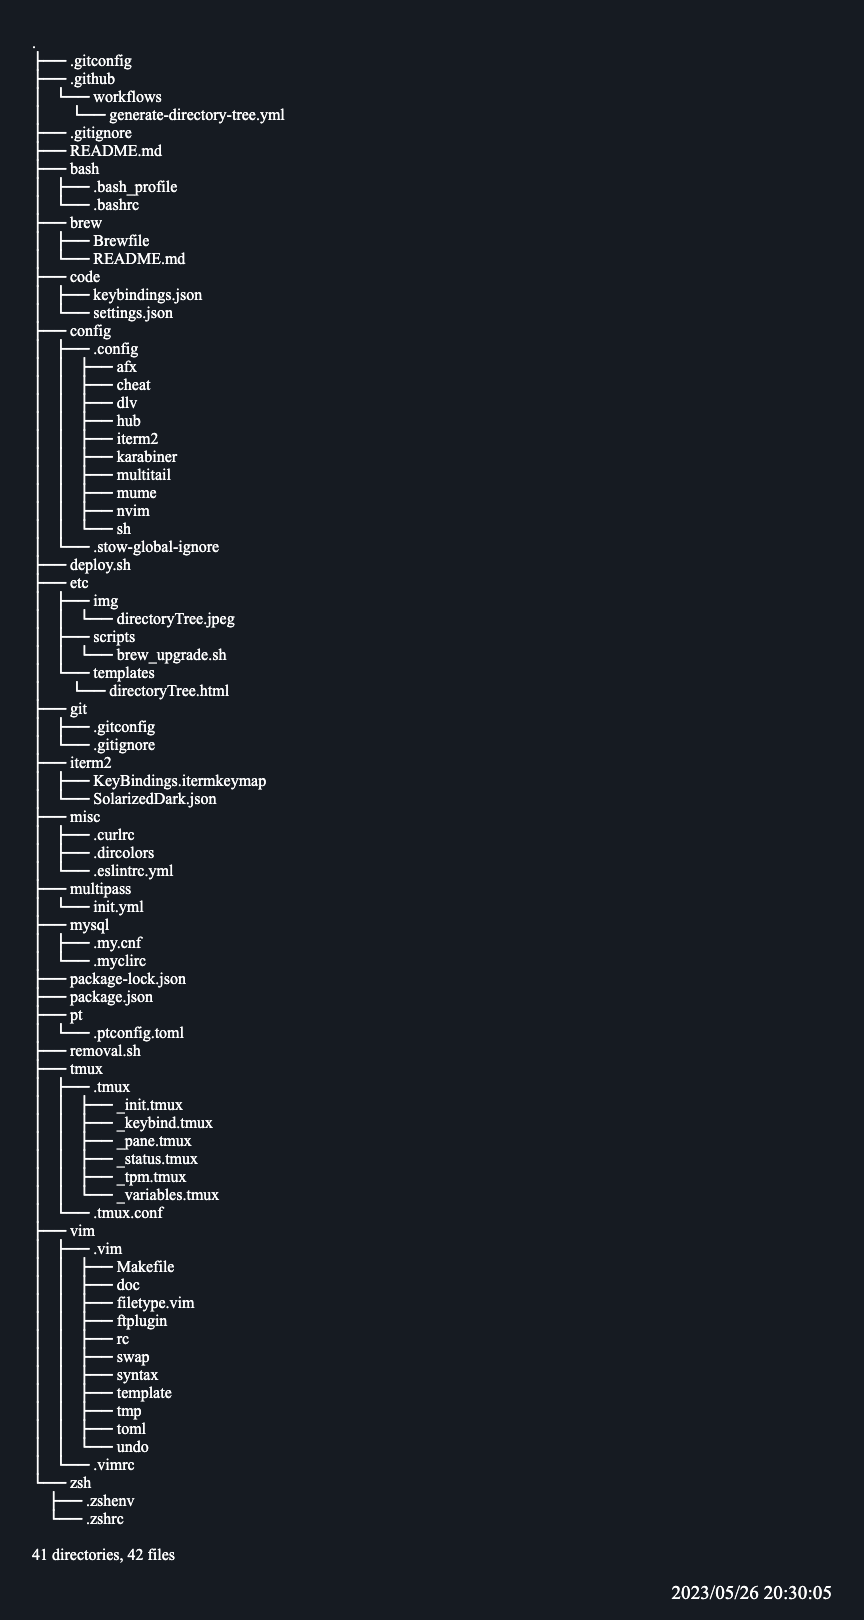 .
├── .gitconfig
├── .github
│   └── workflows
│       └── generate-directory-tree.yml
├── .gitignore
├── README.md
├── bash
│   ├── .bash_profile
│   └── .bashrc
├── brew
│   ├── Brewfile
│   └── README.md
├── code
│   ├── keybindings.json
│   └── settings.json
├── config
│   ├── .config
│   │   ├── afx
│   │   ├── cheat
│   │   ├── dlv
│   │   ├── hub
│   │   ├── iterm2
│   │   ├── karabiner
│   │   ├── multitail
│   │   ├── mume
│   │   ├── nvim
│   │   └── sh
│   └── .stow-global-ignore
├── deploy.sh
├── etc
│   ├── img
│   │   └── directoryTree.jpeg
│   ├── scripts
│   │   └── brew_upgrade.sh
│   └── templates
│       └── directoryTree.html
├── git
│   ├── .gitconfig
│   └── .gitignore
├── iterm2
│   ├── KeyBindings.itermkeymap
│   └── SolarizedDark.json
├── misc
│   ├── .curlrc
│   ├── .dircolors
│   └── .eslintrc.yml
├── multipass
│   └── init.yml
├── mysql
│   ├── .my.cnf
│   └── .myclirc
├── package-lock.json
├── package.json
├── pt
│   └── .ptconfig.toml
├── removal.sh
├── tmux
│   ├── .tmux
│   │   ├── _init.tmux
│   │   ├── _keybind.tmux
│   │   ├── _pane.tmux
│   │   ├── _status.tmux
│   │   ├── _tpm.tmux
│   │   └── _variables.tmux
│   └── .tmux.conf
├── vim
│   ├── .vim
│   │   ├── Makefile
│   │   ├── doc
│   │   ├── filetype.vim
│   │   ├── ftplugin
│   │   ├── rc
│   │   ├── swap
│   │   ├── syntax
│   │   ├── template
│   │   ├── tmp
│   │   ├── toml
│   │   └── undo
│   └── .vimrc
└── zsh
    ├── .zshenv
    └── .zshrc
41 directories, 42 files
2023/05/26 20:30:05